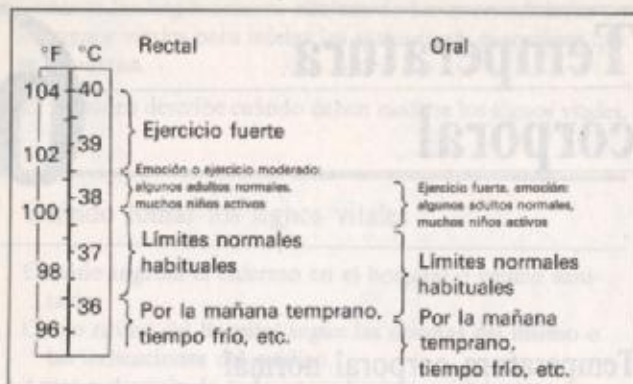 °F °C Rectal Oral
104 40
Ejercicio fuerte
39
102
Emoción o ejercicio moderado:
algunos adultos normales,
muchos niños activos
38
Ejercicio fuerte, emoción:
algunos adultos normales,
muchos niños activos
100
Límites normales
habituales
37
98
Límites normales
habituales
36
Por la mañana temprano,
tiempo frío, etc.
96
Por la mañana
temprano,
tiempo frío, etc.